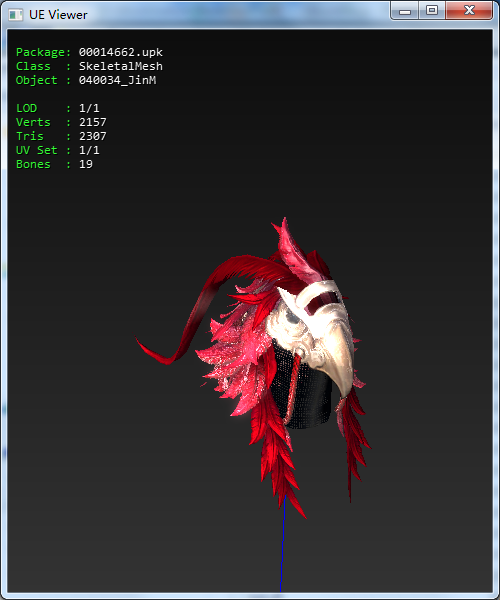 UE Viewer
Package: 00014662.upk
Class : SkeletalMesh
Object : 040034_JinM
LOD : 1/1
Verts : 2157
Tris : 2307
UV Set : 1/1
Bones : 19